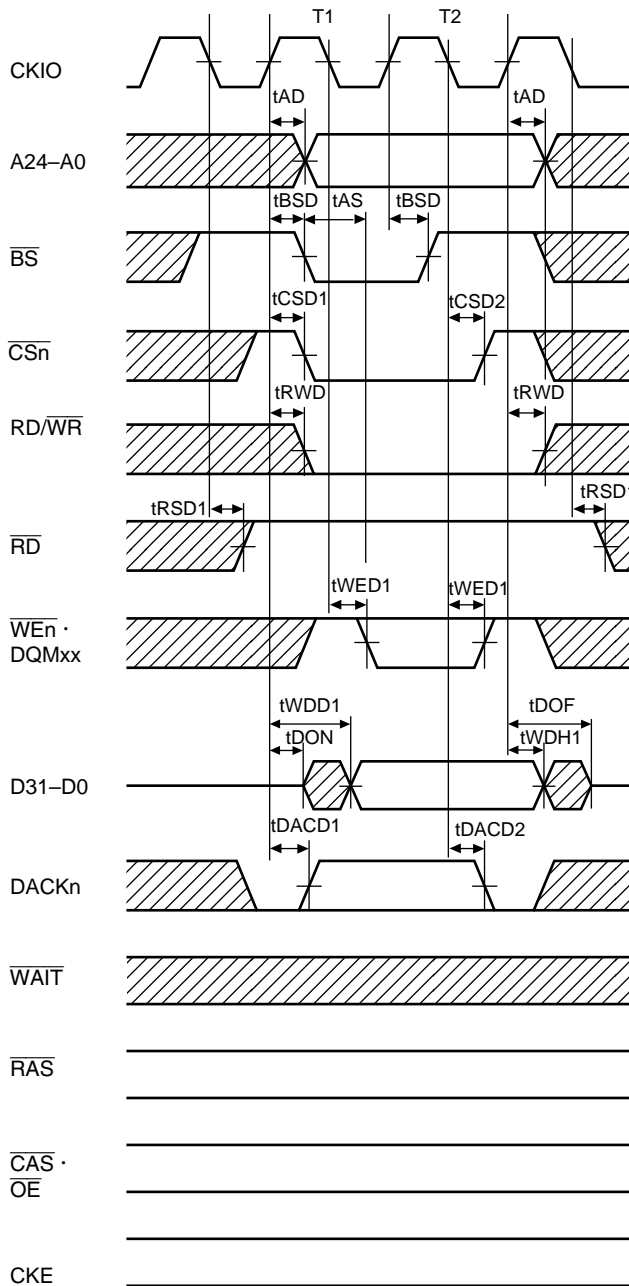 T1 T2
CKIO
tAD tAD
A24–A0
tBSD tAS tBSD
BS
tCSD1 tCSD2
CSn
tRWD tRWD
RD/WR
tRSD1 tRSD1
RD
tWED1 tWED1
WEn ·
DQMxx
tWDD1 tDOF
tDON tWDH1
D31–D0
tDACD1 tDACD2
DACKn
WAIT
RAS
CAS ·
OE
CKE